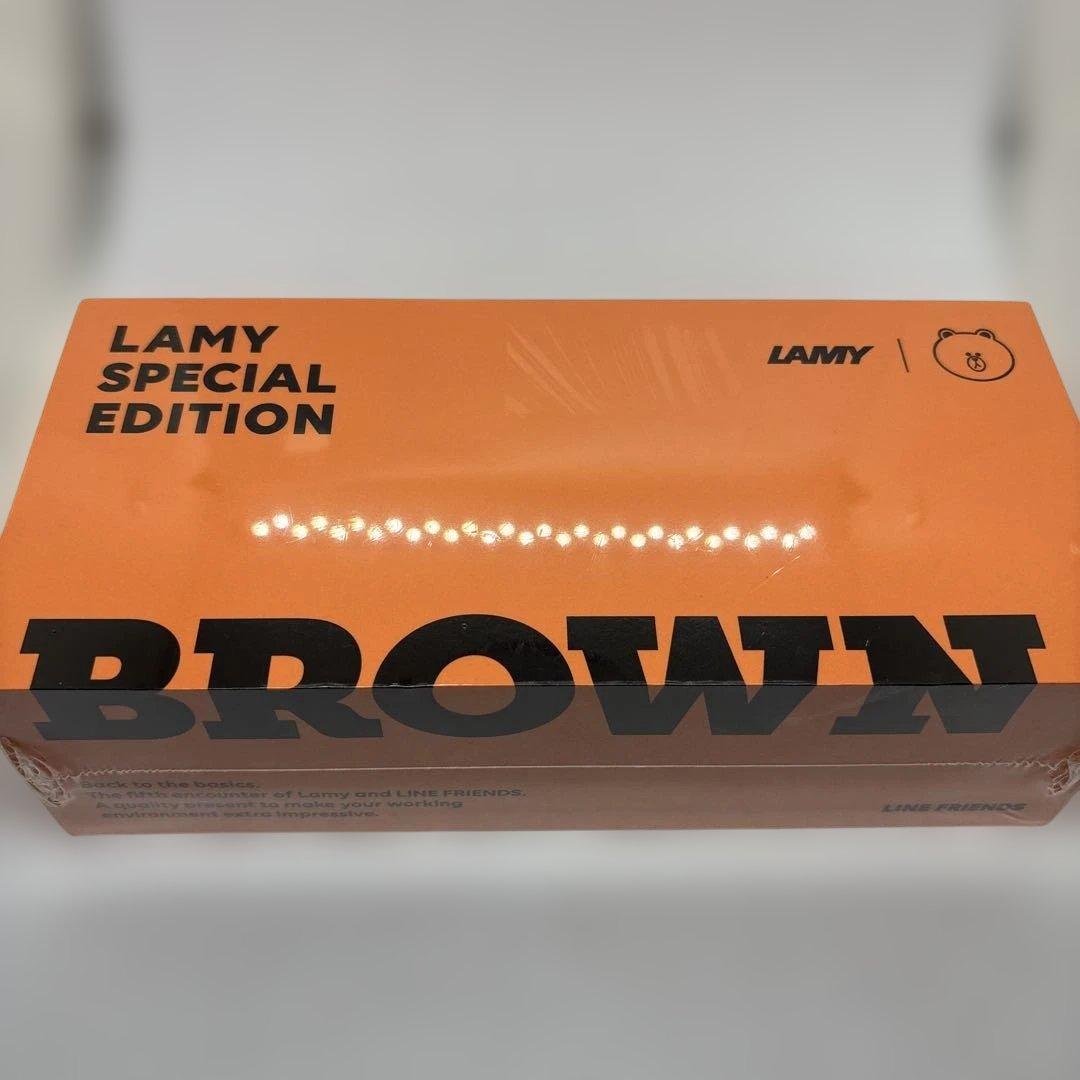 LAMY
SPECIAL
EDITION
LAMY
BROWN
Back to the basics.
The fifth encounter of Lamy and LINE FRIENDS.
A quality present to make your working
environment extra impressive.
LINE FRIENDS